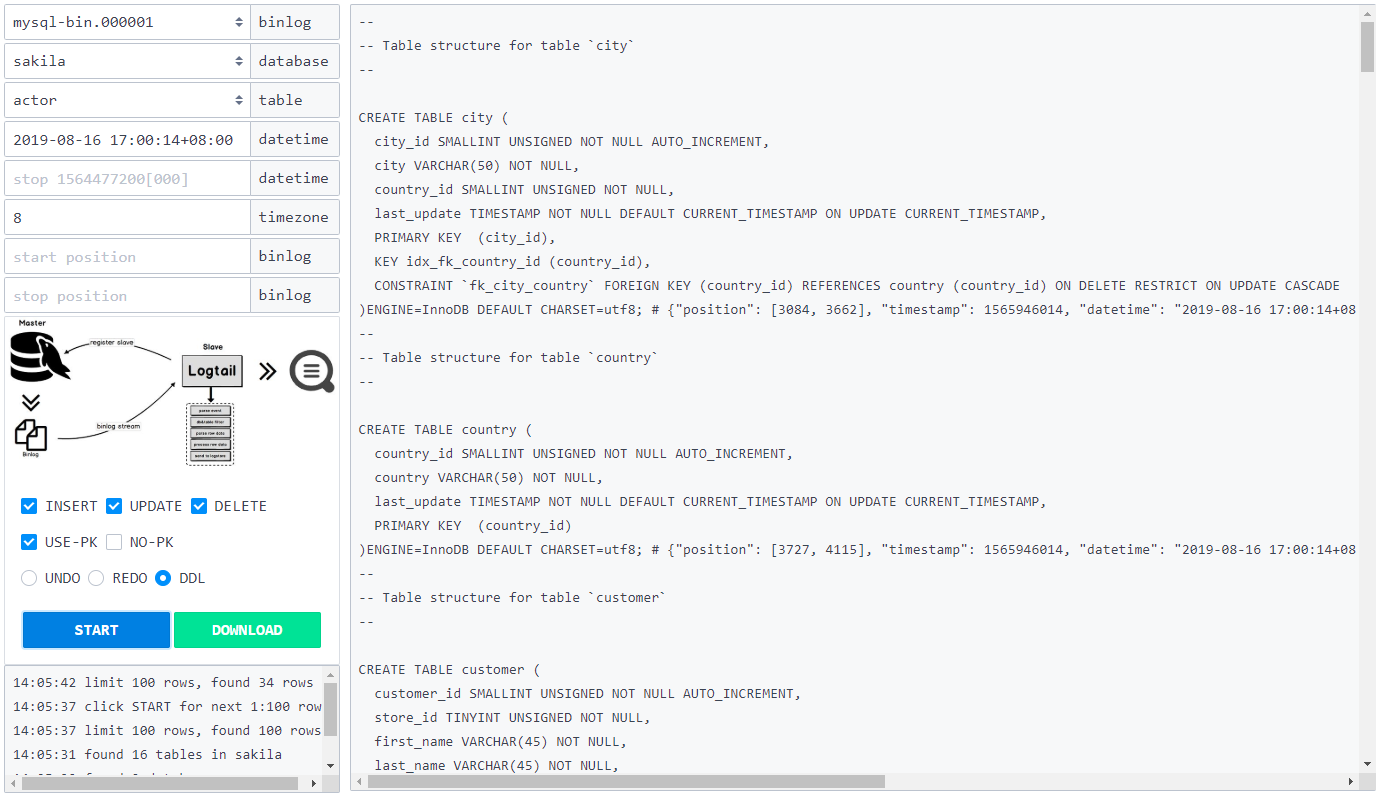 mysql-bin.000001 binlog
sakila database
actor table
2019-08-16 17:00:14+08:00 datetime
stop 1564477200[000] datetime
8 timezone
start position binlog
stop position binlog
Master
register slave
Slave
Logtail
binlog stream
Binlog
parse event
parse row data
process row data
send to logstore
INSERT UPDATE DELETE
USE-PK NO-PK
UNDO REDO DDL
START DOWNLOAD
14:05:42 limit 100 rows, found 34 rows
14:05:37 click START for next 1:100 row
14:05:37 limit 100 rows, found 100 rows
14:05:31 found 16 tables in sakila
--
-- Table structure for table `city`
--
CREATE TABLE city (
city_id SMALLINT UNSIGNED NOT NULL AUTO_INCREMENT,
city VARCHAR(50) NOT NULL,
country_id SMALLINT UNSIGNED NOT NULL,
last_update TIMESTAMP NOT NULL DEFAULT CURRENT_TIMESTAMP ON UPDATE CURRENT_TIMESTAMP,
PRIMARY KEY  (city_id),
KEY idx_fk_country_id (country_id),
CONSTRAINT `fk_city_country` FOREIGN KEY (country_id) REFERENCES country (country_id) ON DELETE RESTRICT ON UPDATE CASCADE
)ENGINE=InnoDB DEFAULT CHARSET=utf8; # {"position": [3084, 3662], "timestamp": 1565946014, "datetime": "2019-08-16 17:00:14+08
--
-- Table structure for table `country`
--
CREATE TABLE country (
country_id SMALLINT UNSIGNED NOT NULL AUTO_INCREMENT,
country VARCHAR(50) NOT NULL,
last_update TIMESTAMP NOT NULL DEFAULT CURRENT_TIMESTAMP ON UPDATE CURRENT_TIMESTAMP,
PRIMARY KEY  (country_id)
)ENGINE=InnoDB DEFAULT CHARSET=utf8; # {"position": [3727, 4115], "timestamp": 1565946014, "datetime": "2019-08-16 17:00:14+08
--
-- Table structure for table `customer`
--
CREATE TABLE customer (
customer_id SMALLINT UNSIGNED NOT NULL AUTO_INCREMENT,
store_id TINYINT UNSIGNED NOT NULL,
first_name VARCHAR(45) NOT NULL,
last_name VARCHAR(45) NOT NULL,